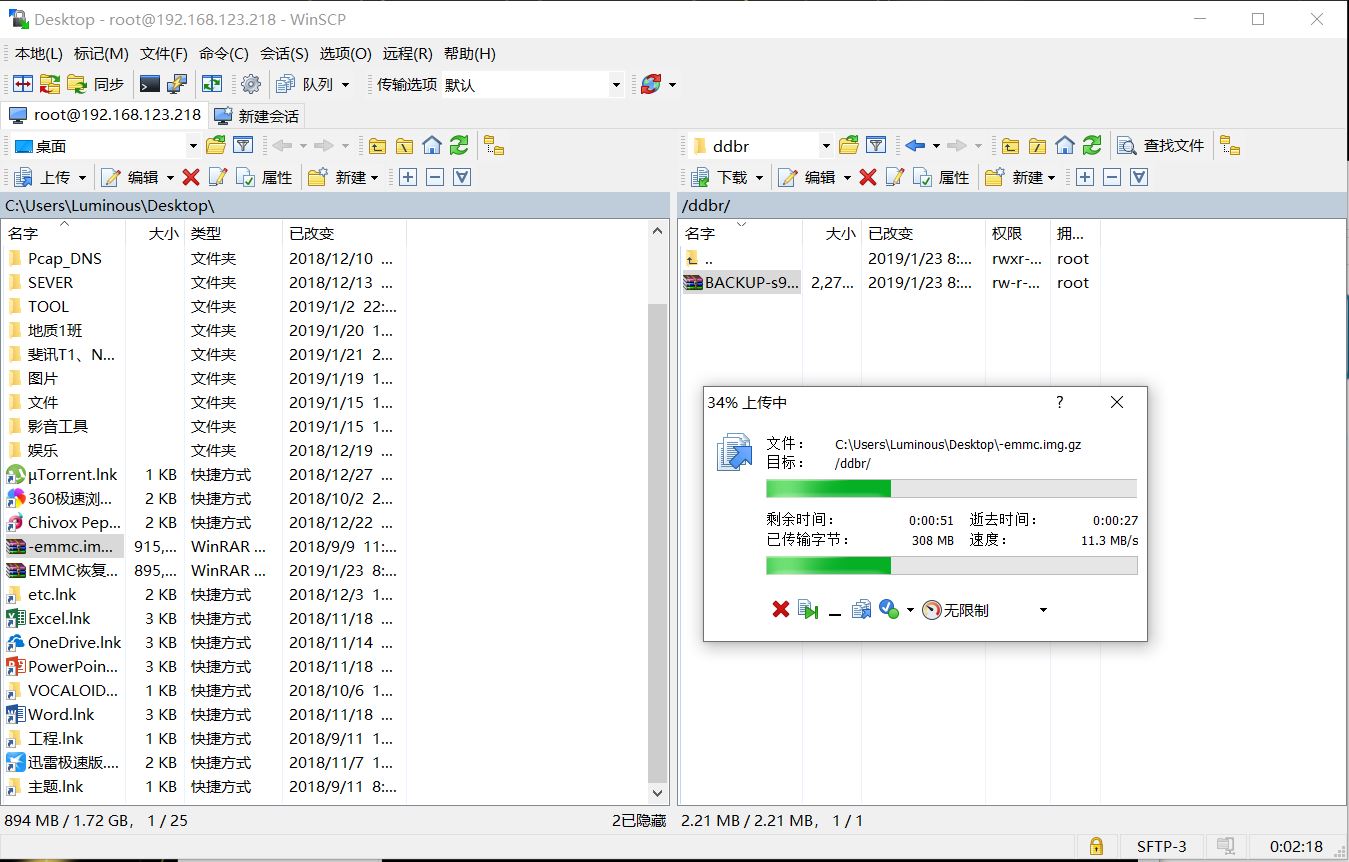 Desktop - root@192.168.123.218 - WinSCP
本地(L) 标记(M) 文件(F) 命令(C) 会话(S) 选项(O) 远程(R) 帮助(H)
同步 队列 传输选项 默认
root@192.168.123.218 新建会话
桌面 ddbr 查找文件
上传 编辑 属性 新建 下载 编辑 属性 新建
C:\Users\Luminous\Desktop\ /ddbr/
名字 大小 类型 已改变 名字 大小 已改变 权限 拥...
Pcap_DNS 文件夹 2018/12/10 ... .. 2019/1/23 8:... rwxr-... root
SEVER 文件夹 2018/12/13 ... BACKUP-s9... 2,27... 2019/1/23 8:... rw-r-... root
TOOL 文件夹 2019/1/2 22:...
地质1班 文件夹 2019/1/20 1...
斐讯T1、N... 文件夹 2019/1/21 2...
图片 文件夹 2019/1/19 1...
文件 文件夹 2019/1/15 1...
影音工具 文件夹 2019/1/15 1...
娱乐 文件夹 2018/12/19 ...
µTorrent.lnk 1 KB 快捷方式 2018/12/27 ...
360极速浏... 2 KB 快捷方式 2018/10/2 2...
Chivox Pep... 2 KB 快捷方式 2018/12/22 ...
-emmc.im... 915,... WinRAR ... 2018/9/9 11:...
EMMC恢复... 895,... WinRAR ... 2019/1/23 8:...
etc.lnk 2 KB 快捷方式 2018/12/3 1...
Excel.lnk 3 KB 快捷方式 2018/11/18 ...
OneDrive.lnk 3 KB 快捷方式 2018/11/14 ...
PowerPoin... 3 KB 快捷方式 2018/11/18 ...
VOCALOID... 1 KB 快捷方式 2018/10/6 1...
Word.lnk 3 KB 快捷方式 2018/11/18 ...
工程.lnk 1 KB 快捷方式 2018/9/11 1...
迅雷极速版.... 2 KB 快捷方式 2018/11/7 1...
主题.lnk 1 KB 快捷方式 2018/9/11 8:...
34% 上传中 ?
文件： C:\Users\Luminous\Desktop\-emmc.img.gz
目标： /ddbr/
剩余时间： 0:00:51 逝去时间： 0:00:27
已传输字节： 308 MB 速度： 11.3 MB/s
无限制
894 MB / 1.72 GB， 1 / 25 2已隐藏 2.21 MB / 2.21 MB， 1 / 1
SFTP-3 0:02:18